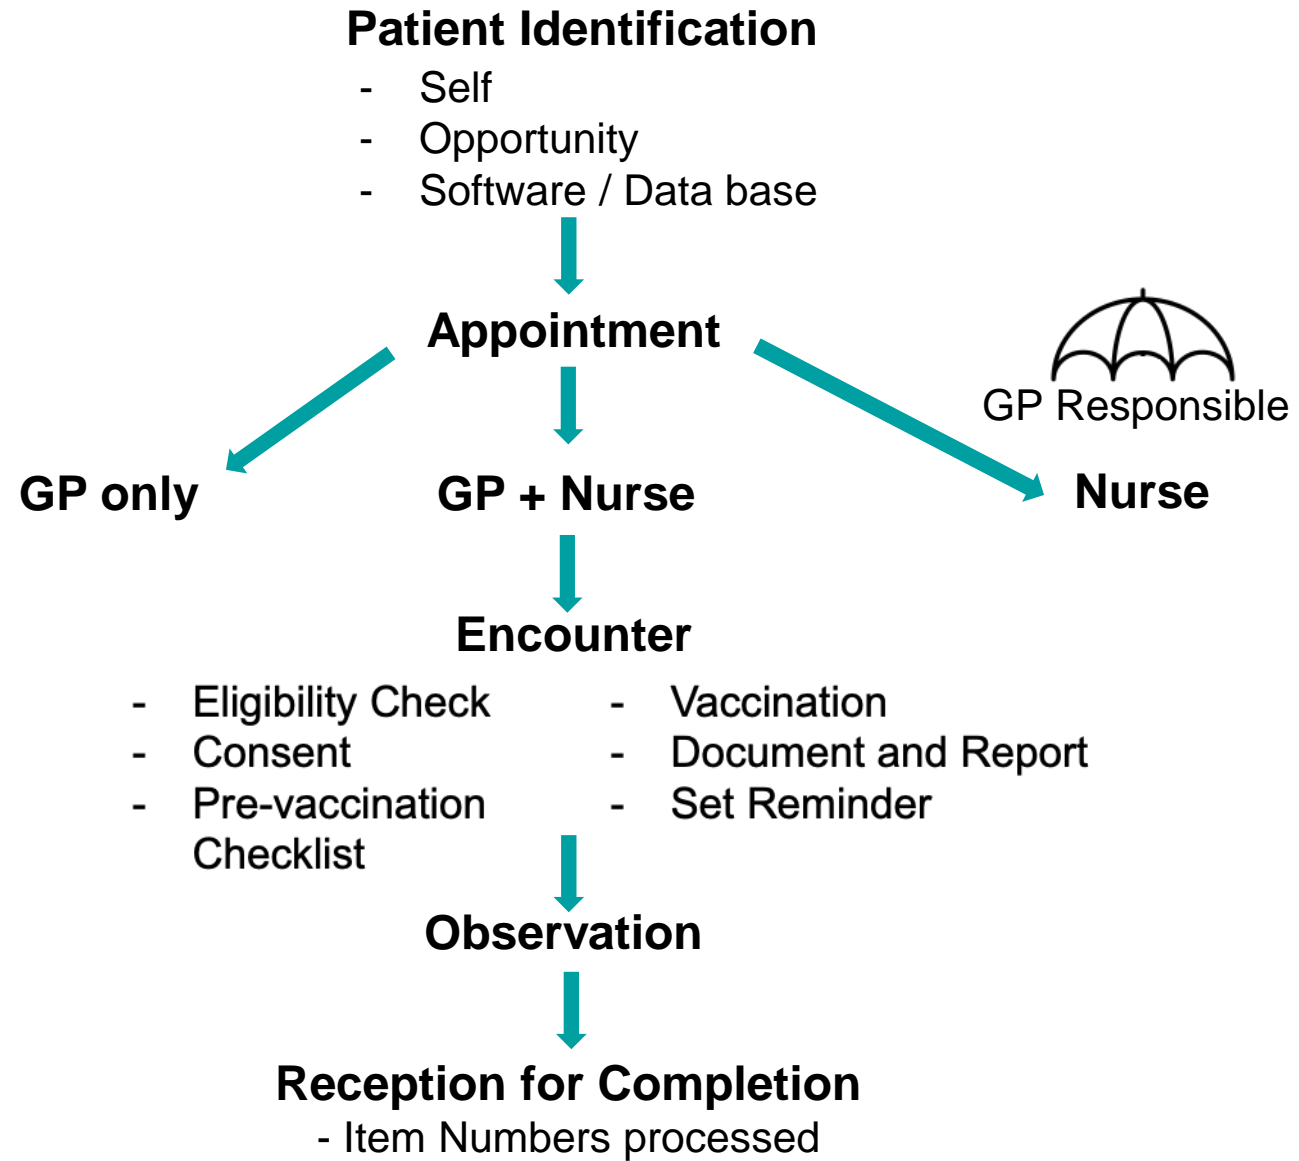 Patient Identification
- Self
- Opportunity
- Software / Data base
Appointment
GP Responsible
GP only
GP + Nurse
Nurse
Encounter
- Eligibility Check
- Consent
- Pre-vaccination
Checklist
- Vaccination
- Document and Report
- Set Reminder
Observation
Reception for Completion
- Item Numbers processed